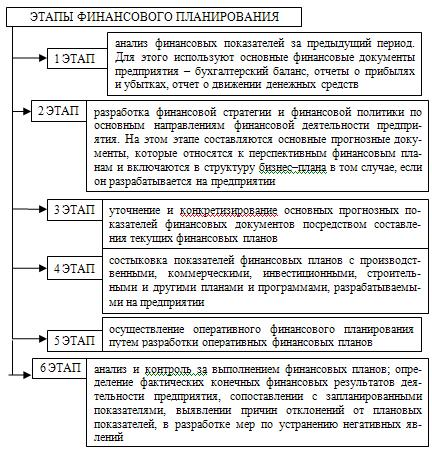 ЭТАПЫ ФИНАНСОВОГО ПЛАНИРОВАНИЯ
1 ЭТАП
анализ финансовых показателей за предыдущий период.
Для этого используют основные финансовые документы
предприятия – бухгалтерский баланс, отчеты о прибылях
и убытках, отчет о движении денежных средств
2 ЭТАП
разработка финансовой стратегии и финансовой политики по
основным направлениям финансовой деятельности предпри-
ятия. На этом этапе составляются основные прогнозные доку-
менты, которые относятся к перспективным финансовым пла-
нам и включаются в структуру бизнес–плана в том случае, если
он разрабатывается на предприятии
3 ЭТАП
уточнение и конкретизирование основных прогнозных по-
казателей финансовых документов посредством составле-
ния текущих финансовых планов
4 ЭТАП
состыковка показателей финансовых планов с производст-
венными, коммерческими, инвестиционными, строитель-
ными и другими планами и программами, разрабатываемы-
ми на предприятии
5 ЭТАП
осуществление оперативного финансового планирования
путем разработки оперативных финансовых планов
6 ЭТАП
анализ и контроль за выполнением финансовых планов; опре-
деление фактических конечных финансовых результатов дея-
тельности предприятия, сопоставлении с запланированными
показателями, выявлении причин отклонений от плановых
показателей, в разработке мер по устранению негативных яв-
лений